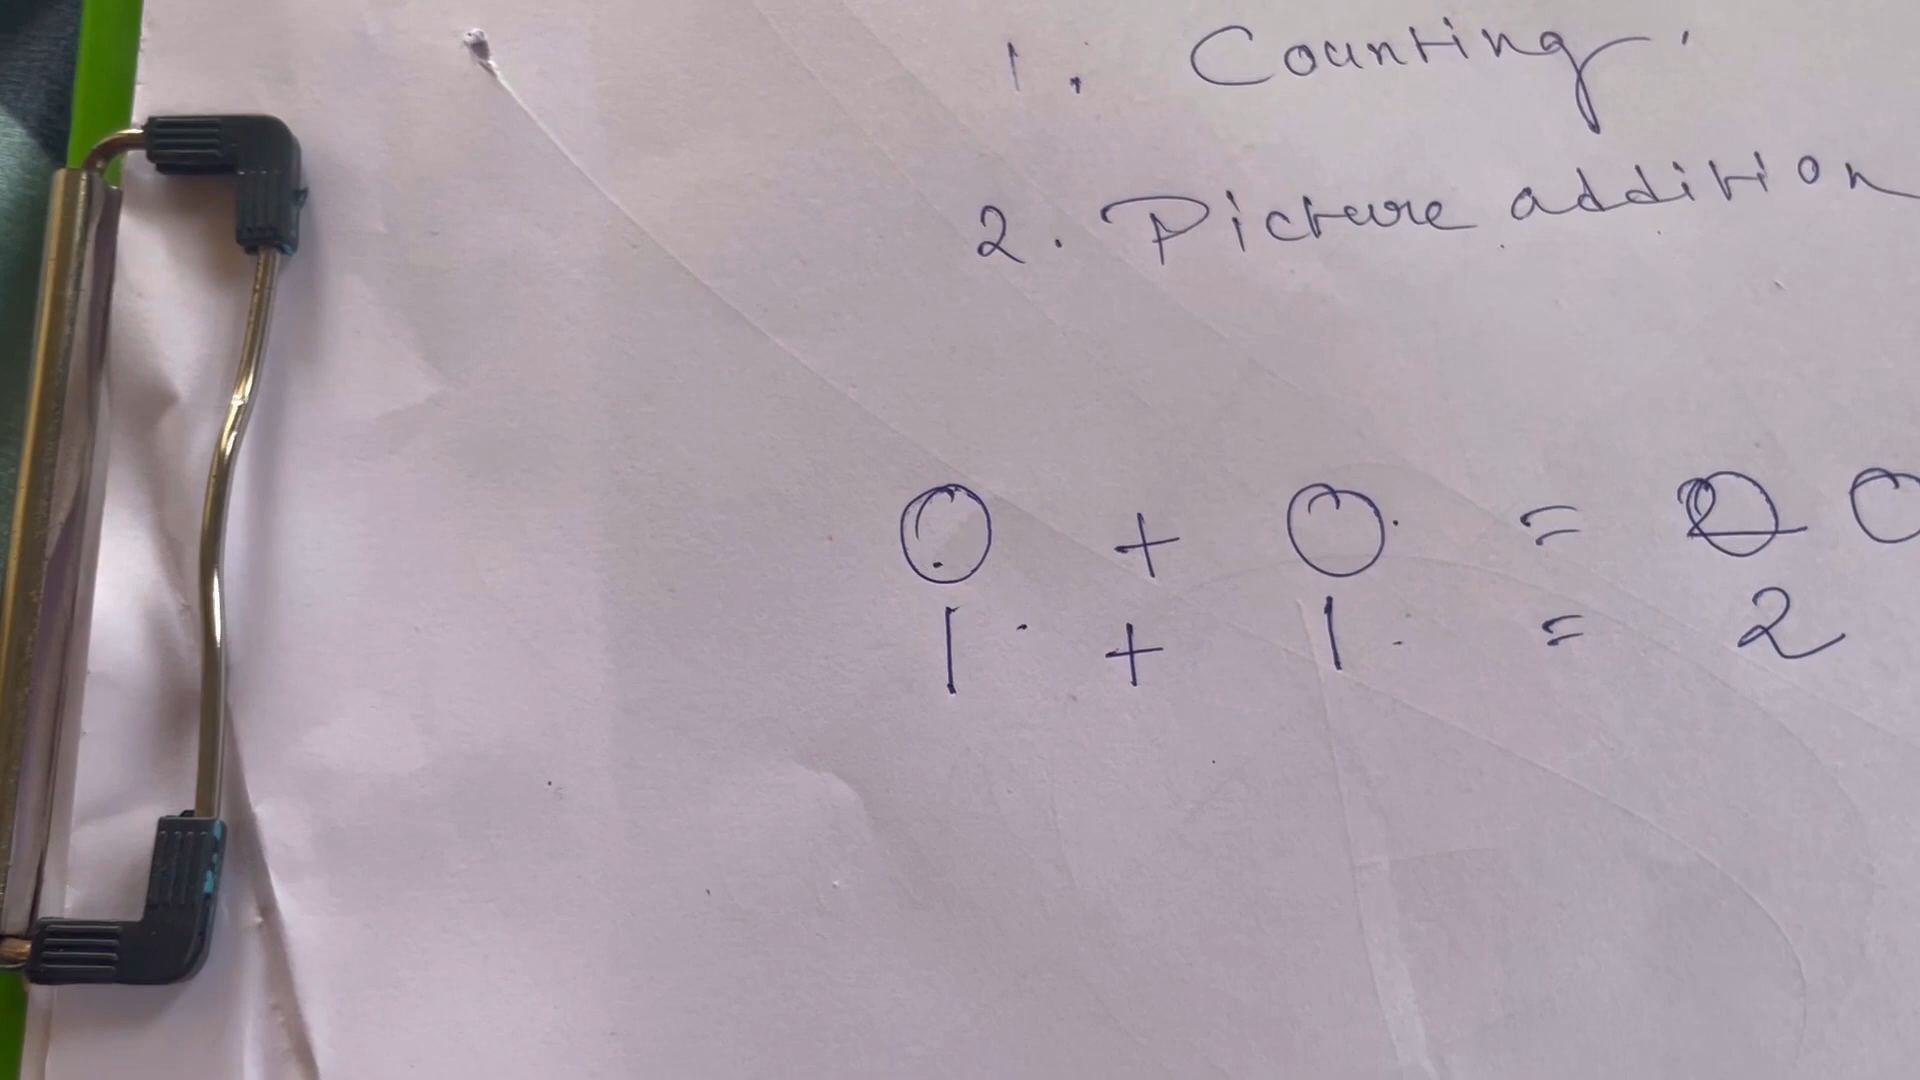 1. Counting.
2. Picture addition
O + O = O O
1 + 1 = 2